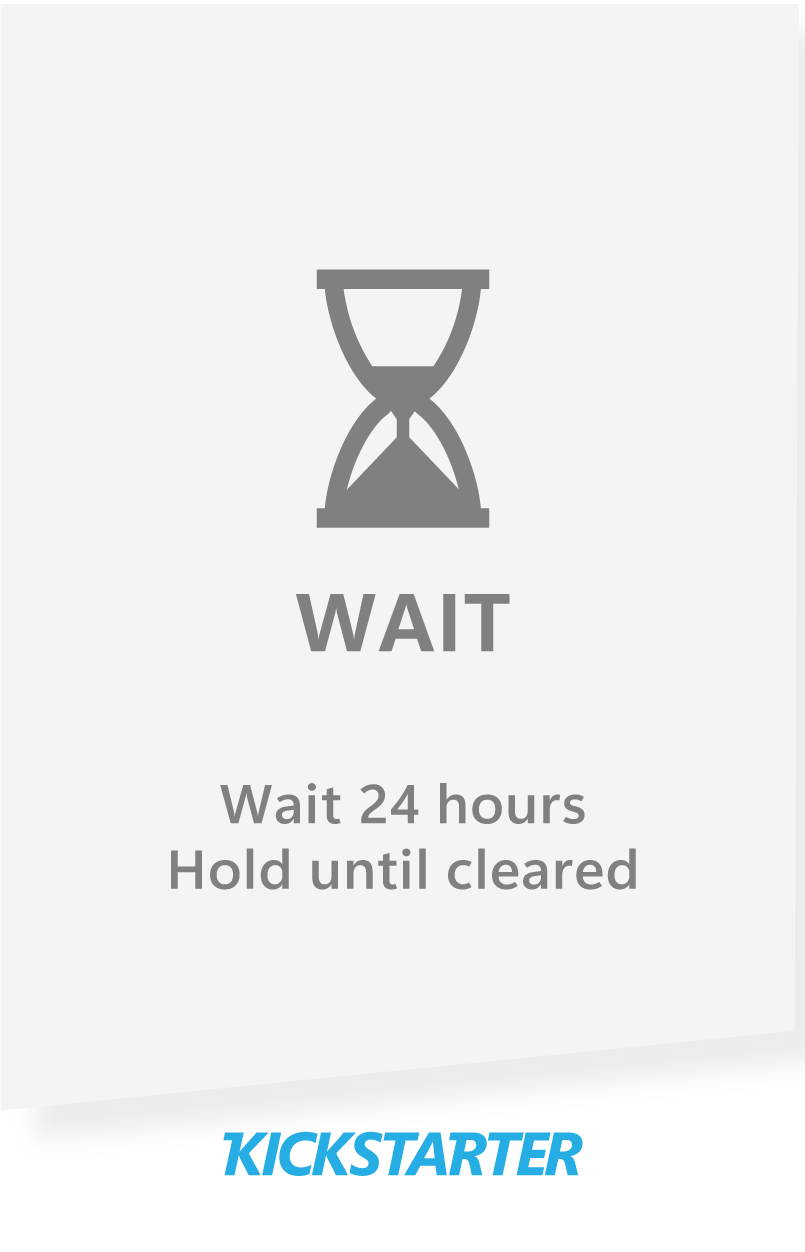 WAIT
Wait 24 hours
Hold until cleared
KICKSTARTER